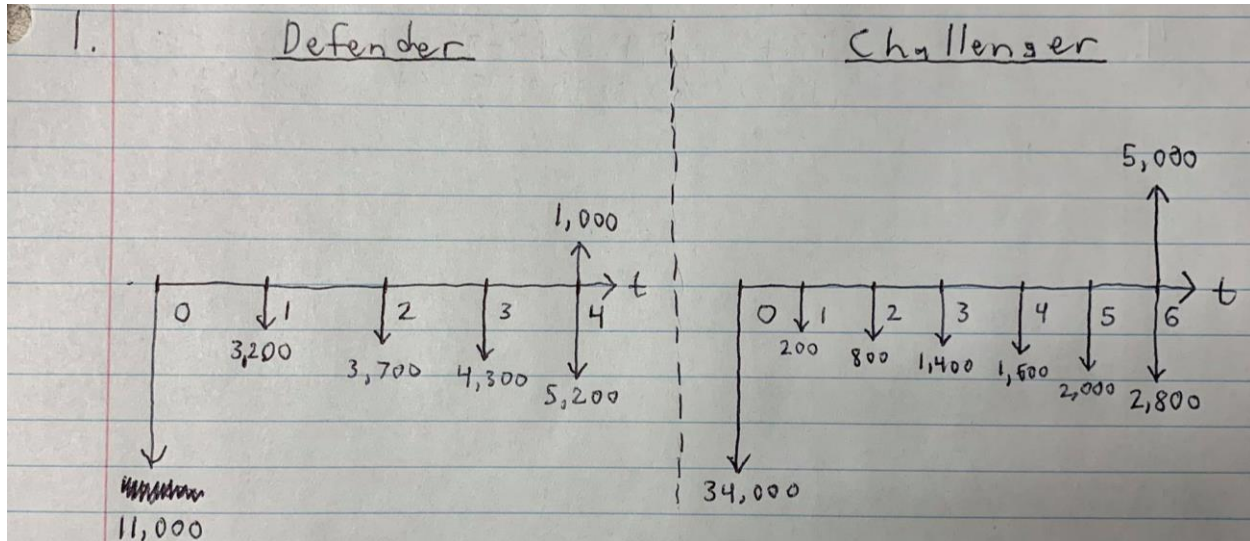 1. Defender Challenger
5,000
1,000
0 1 2 3 4 t
0 1 2 3 4 5 6 t
3,200 3,700 4,300 5,200
200 800 1,400 2,000 2,800
11,000
34,000